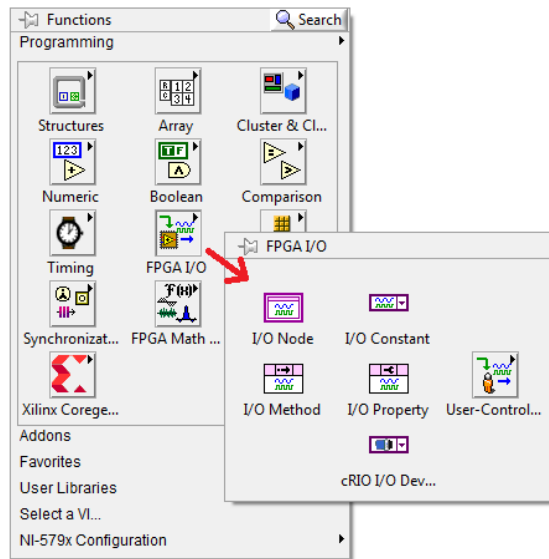 Functions
Search
Programming
Structures
Array
Cluster & Cl...
Numeric
Boolean
Comparison
Timing
FPGA I/O
Synchronizat...
FPGA Math ...
Xilinx Corege...
Addons
Favorites
User Libraries
Select a VI...
NI-579x Configuration
FPGA I/O
I/O Node
I/O Constant
I/O Method
I/O Property
User-Control...
cRIO I/O Dev...